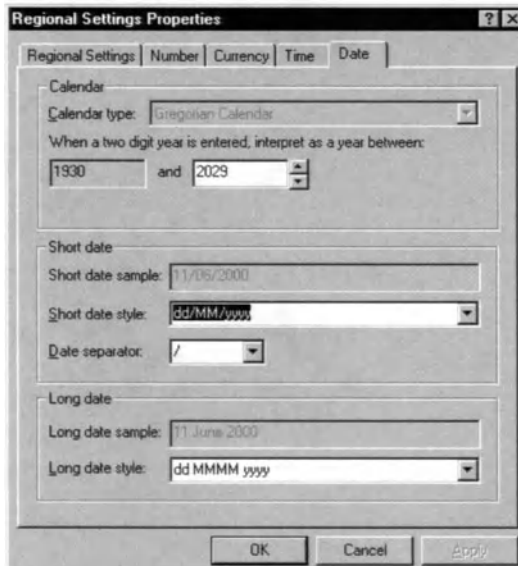 Regional Settings Properties ? ×
Regional Settings Number Currency Time Date
Calendar
Calendar type: Gregorian Calendar
When a two digit year is entered, interpret as a year between:
1930 and 2029
Short date
Short date sample: 11/06/2000
Short date style: dd/MM/yyyy
Date separator: /
Long date
Long date sample: 11 June 2000
Long date style: dd MMMM yyyy
OK Cancel Apply